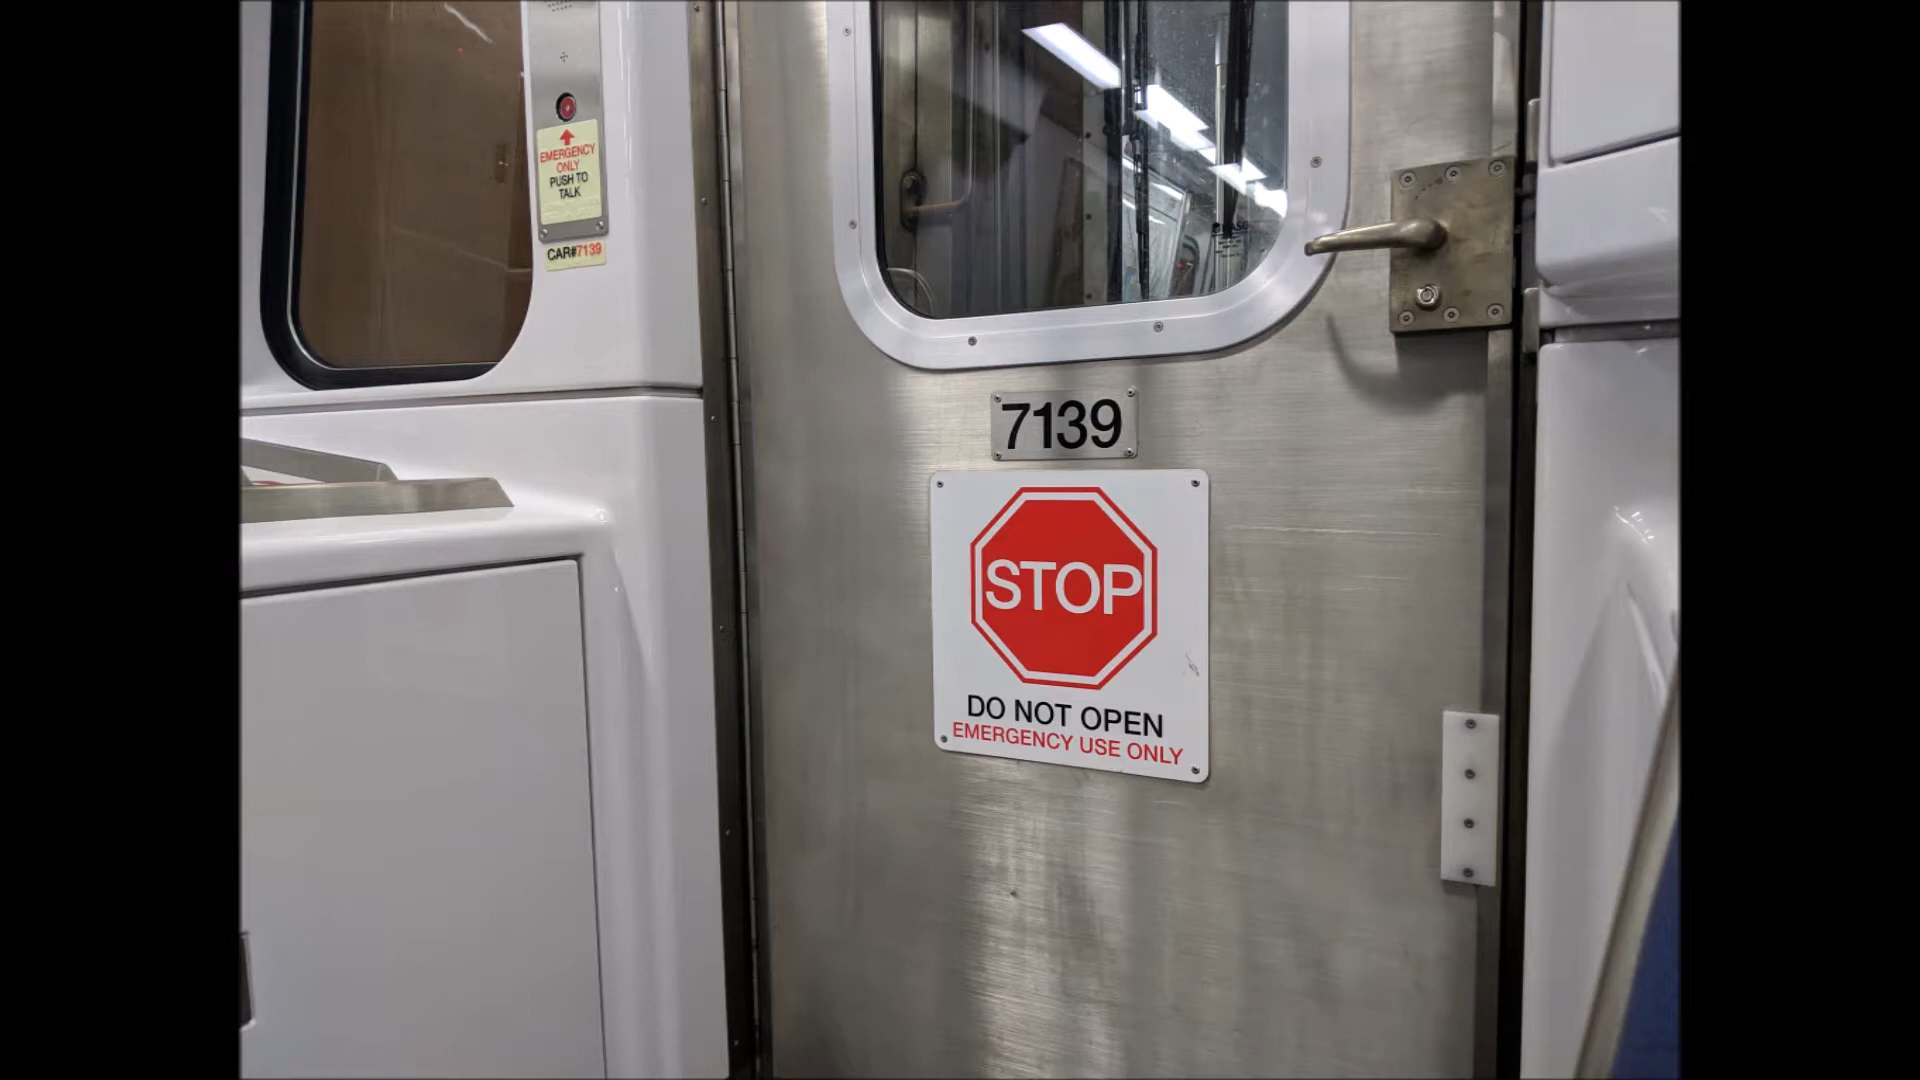 EMERGENCY
ONLY
PUSH TO
TALK
CAR#7139
7139
STOP
DO NOT OPEN
EMERGENCY USE ONLY